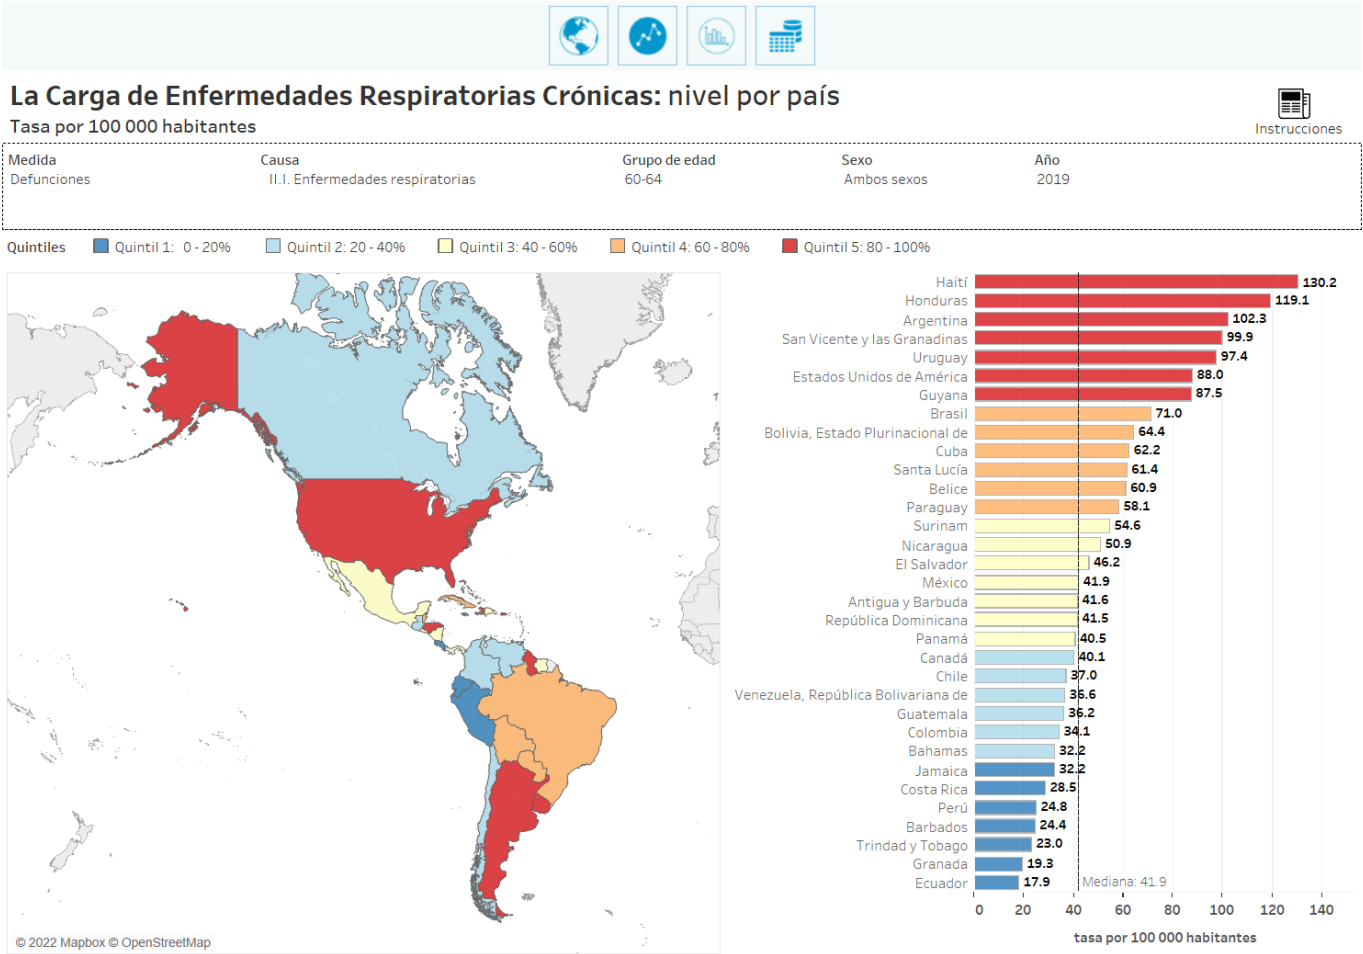 La Carga de Enfermedades Respiratorias Crónicas: nivel por país
Tasa por 100 000 habitantes
Instrucciones
Medida Causa Grupo de edad Sexo Año
Defunciones II.I. Enfermedades respiratorias 60-64 Ambos sexos 2019
Quintiles Quintil 1: 0 - 20% Quintil 2: 20 - 40% Quintil 3: 40 - 60% Quintil 4: 60 - 80% Quintil 5: 80 - 100%
Haití 130.2
Honduras 119.1
Argentina 102.3
San Vicente y las Granadinas 99.9
Uruguay 97.4
Estados Unidos de América 88.0
Guyana 87.5
Brasil 71.0
Bolivia, Estado Plurinacional de 64.4
Cuba 62.2
Santa Lucía 61.4
Belice 60.9
Paraguay 58.1
Surinam 54.6
Nicaragua 50.9
El Salvador 46.2
México 41.9
Antigua y Barbuda 41.6
República Dominicana 41.5
Panamá 40.5
Canadá 40.1
Chile 37.0
Venezuela, República Bolivariana de 36.6
Guatemala 36.2
Colombia 34.1
Bahamas 32.2
Jamaica 32.2
Costa Rica 28.5
Perú 24.8
Barbados 24.4
Trindad y Tobago 23.0
Granada 19.3
Ecuador 17.9
Mediana: 41.9
0 20 40 60 80 100 120 140
tasa por 100 000 habitantes
© 2022 Mapbox © OpenStreetMap